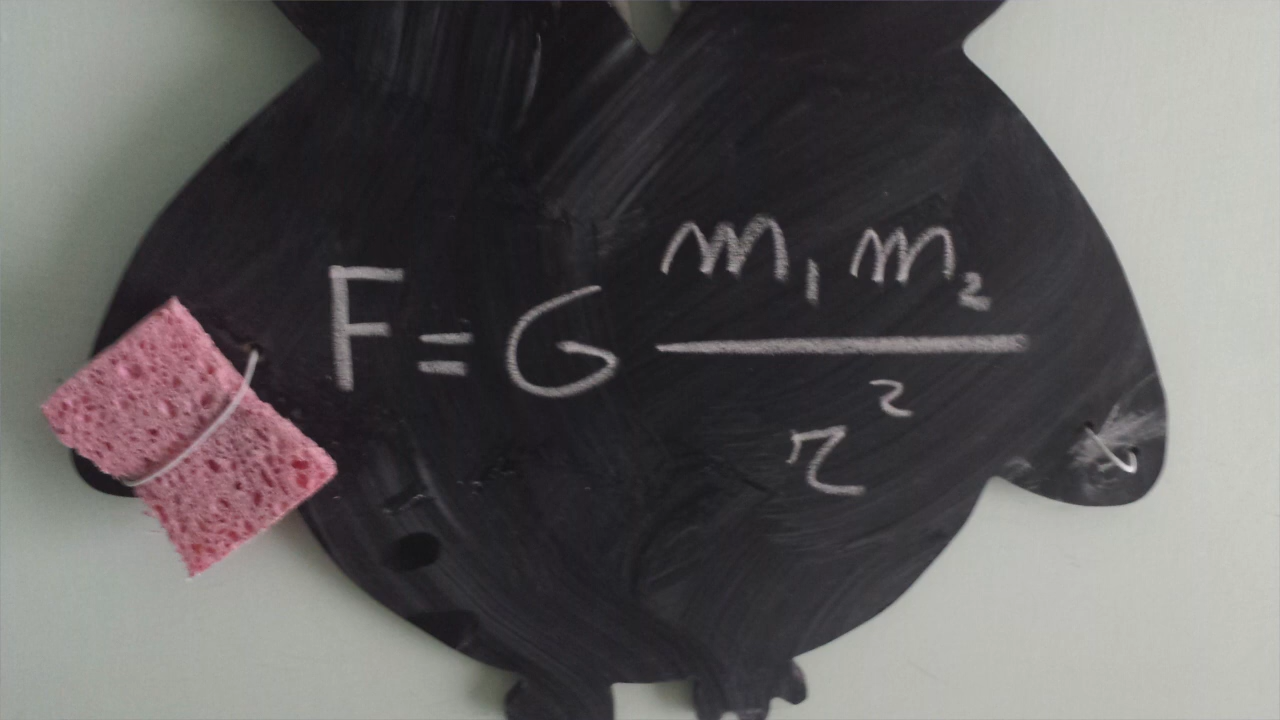 F = G m₁ m₂ / r²